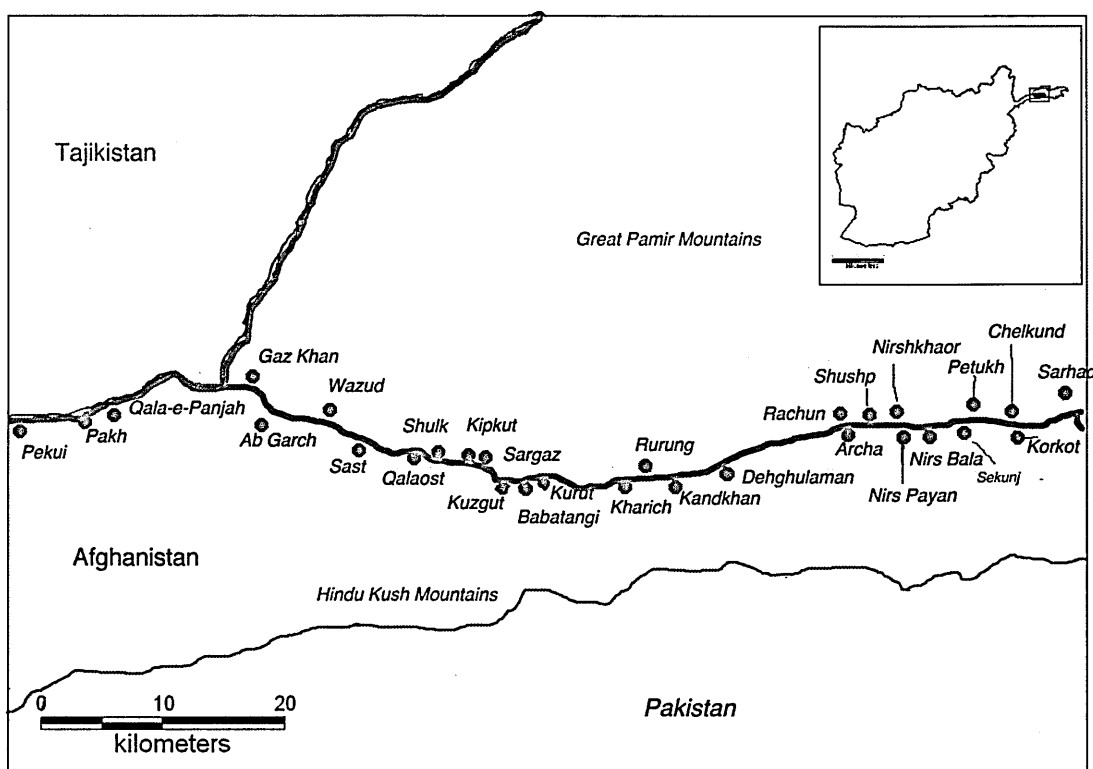 Tajikistan
Great Pamir Mountains
Gaz Khan
Wazud
Qala-e-Panjah
Pakh
Pekui
Ab Garch
Sast
Shulk
Kipkut
Qalaost
Sargaz
Kuzgut
Kurut
Babatangi
Rurung
Kharich
Kandkhan
Dehghulaman
Chelkund
Nirshkhaor
Petukh
Sarhad
Shushp
Rachun
Archa
Nirs Bala
Sekunj
Korkot
Nirs Payan
Afghanistan
Hindu Kush Mountains
Pakistan
0 10 20
kilometers